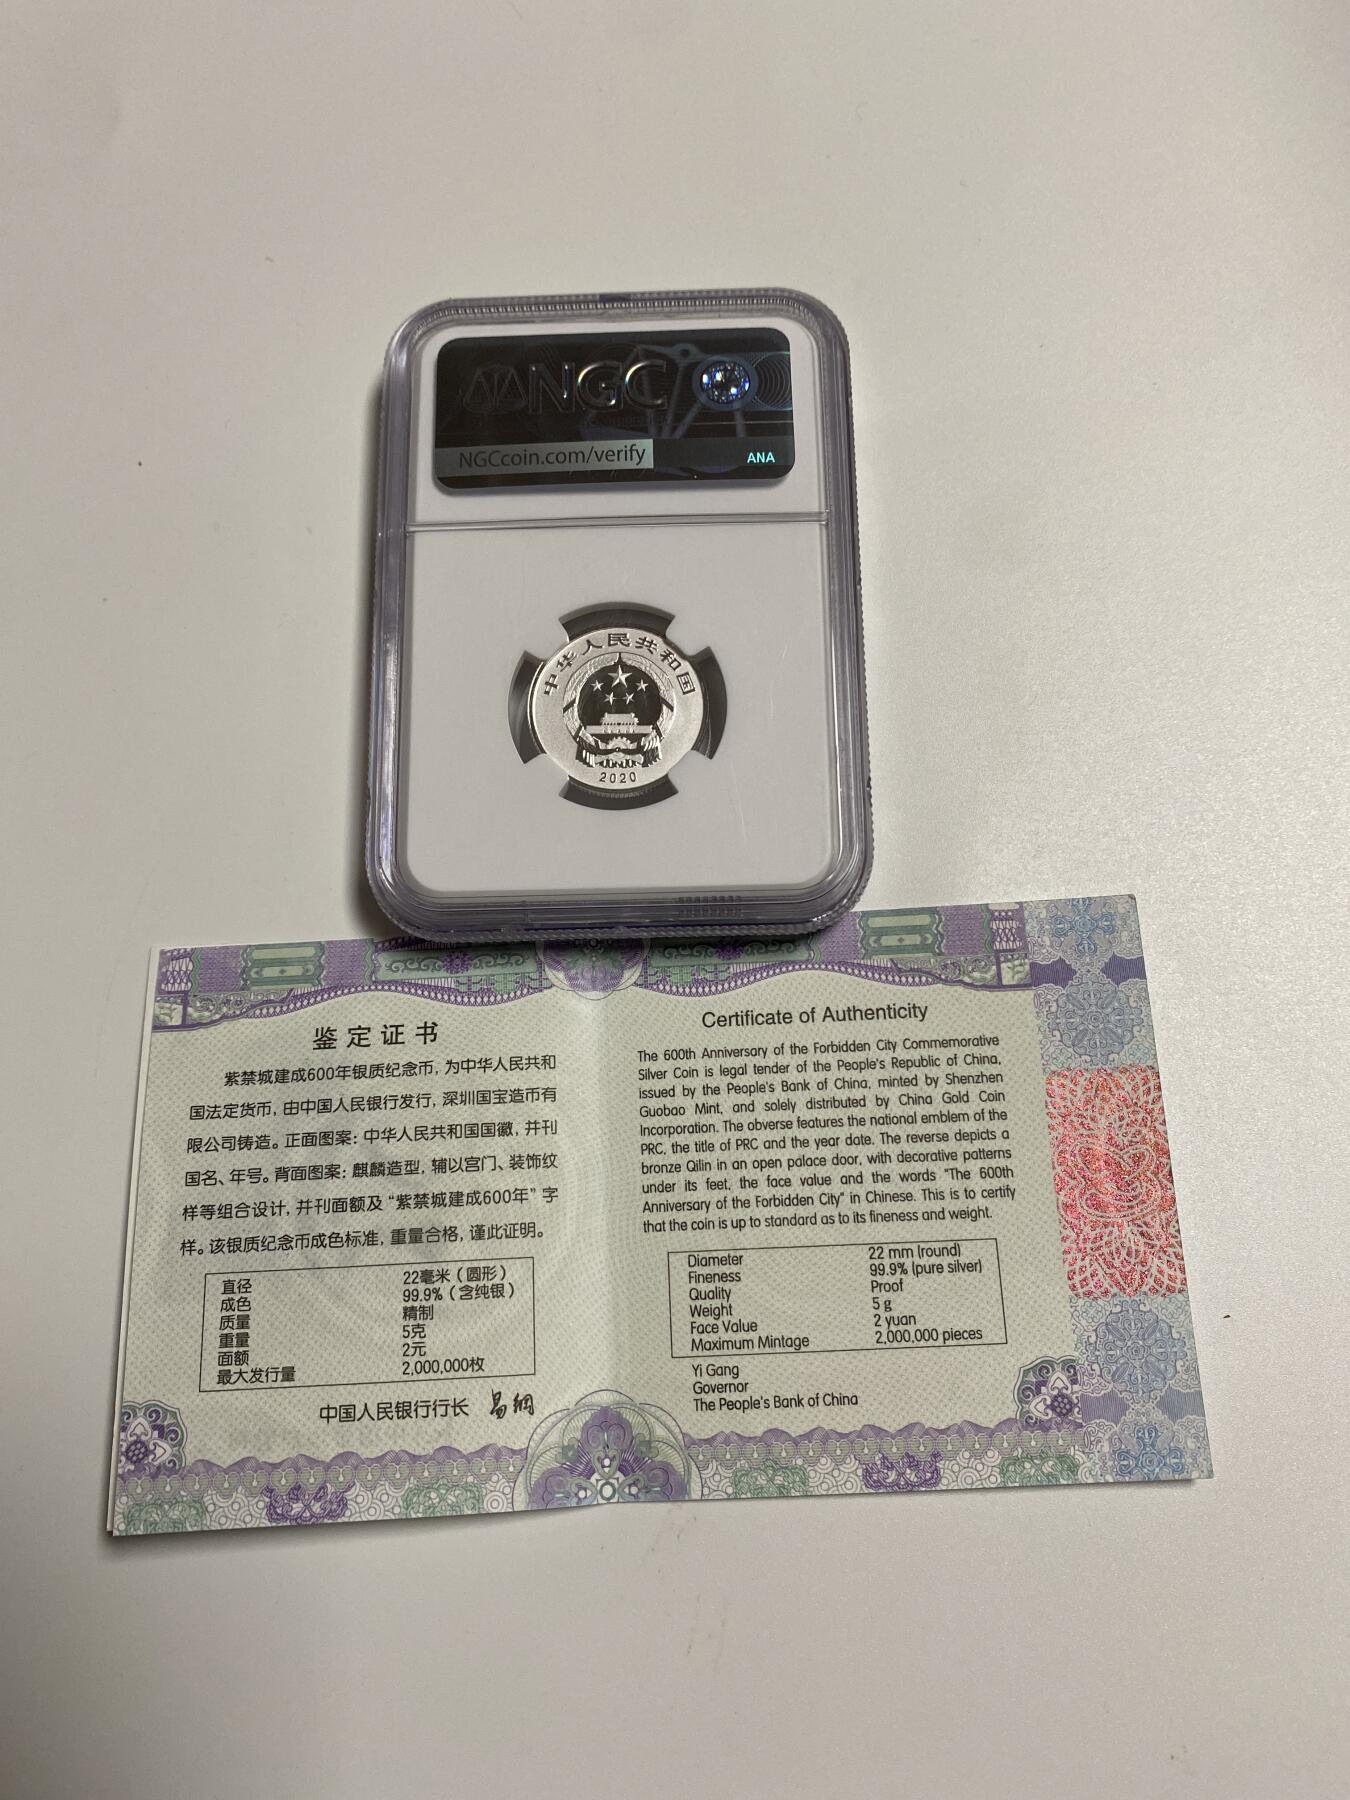 NGC
NGCcoin.com/verify
ANA
中华人民共和国
2020
鉴定证书
紫禁城建成600年银质纪念币，为中华人民共和
国法定货币，由中国人民银行发行，深圳国宝造币有
限公司铸造。正面图案：中华人民共和国国徽，并刊
国名、年号。背面图案：麒麟造型，辅以宫门、装饰纹
样等组合设计，并刊面额及“紫禁城建成600年”字
样。该银质纪念币成色标准，重量合格，谨此证明。
直径 22毫米（圆形）
成色 99.9%（含纯银）
质量 精制
重量 5克
面额 2元
最大发行量 2,000,000枚
中国人民银行行长 易纲
Certificate of Authenticity
The 600th Anniversary of the Forbidden City Commemorative
Silver Coin is legal tender of the People's Republic of China,
issued by the People's Bank of China, minted by Shenzhen
Guobao Mint, and solely distributed by China Gold Coin
Incorporation. The obverse features the national emblem of the
PRC, the title of PRC and the year date. The reverse depicts a
bronze Qilin in an open palace door, with decorative patterns
under its feet, the face value and the words "The 600th
Anniversary of the Forbidden City" in Chinese. This is to certify
that the coin is up to standard as to its fineness and weight.
Diameter 22 mm (round)
Fineness 99.9% (pure silver)
Quality Proof
Weight 5 g
Face Value 2 yuan
Maximum Mintage 2,000,000 pieces
Yi Gang
Governor
The People's Bank of China